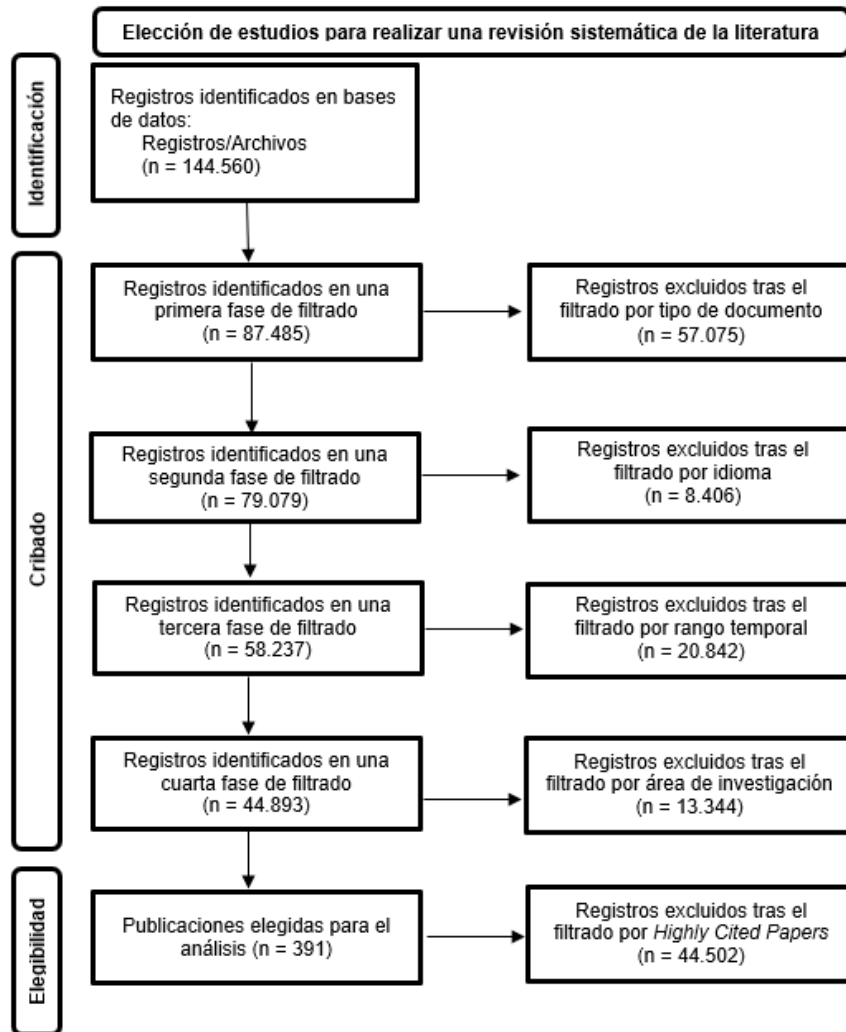 Elección de estudios para realizar una revisión sistemática de la literatura
Identificación
Registros identificados en bases
de datos:
Registros/Archivos
(n = 144.560)
Cribado
Registros identificados en una
primera fase de filtrado
(n = 87.485)
Registros excluidos tras el
filtrado por tipo de documento
(n = 57.075)
Registros identificados en una
segunda fase de filtrado
(n = 79.079)
Registros excluidos tras el
filtrado por idioma
(n = 8.406)
Registros identificados en una
tercera fase de filtrado
(n = 58.237)
Registros excluidos tras el
filtrado por rango temporal
(n = 20.842)
Registros identificados en una
cuarta fase de filtrado
(n = 44.893)
Registros excluidos tras el
filtrado por área de investigación
(n = 13.344)
Elegibilidad
Publicaciones elegidas para el
análisis (n = 391)
Registros excluidos tras el
filtrado por Highly Cited Papers
(n = 44.502)